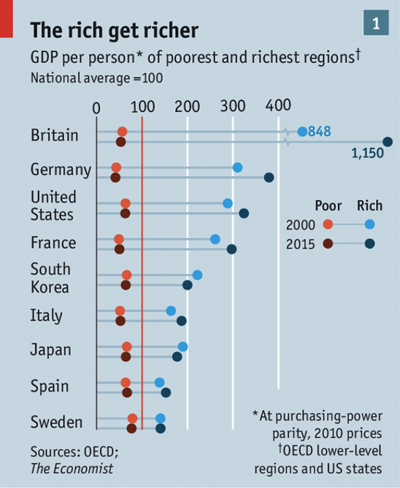 The rich get richer
1
GDP per person* of poorest and richest regions†
National average =100
0 100 200 300 400
Britain
848
1,150
Germany
United
States
Poor Rich
2000
2015
France
South
Korea
Italy
Japan
Spain
Sweden
*At purchasing-power
parity, 2010 prices
†OECD lower-level
regions and US states
Sources: OECD;
The Economist